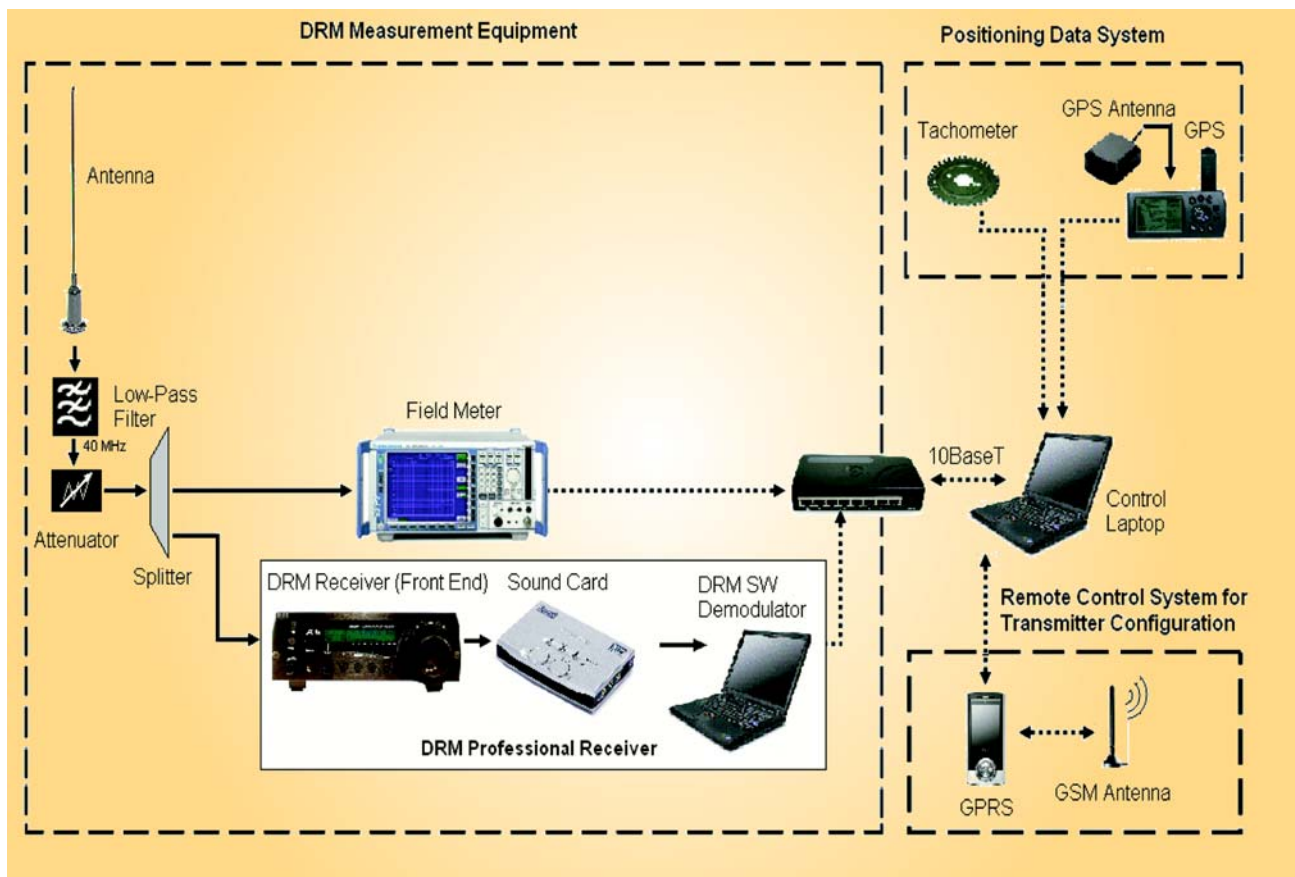 DRM Measurement Equipment
Positioning Data System
Antenna
Tachometer
GPS Antenna
GPS
Low-Pass
Filter
40 MHz
Attenuator
Splitter
Field Meter
10BaseT
Control
Laptop
DRM Receiver (Front End)
Sound Card
DRM SW
Demodulator
DRM Professional Receiver
Remote Control System for
Transmitter Configuration
GPRS
GSM Antenna